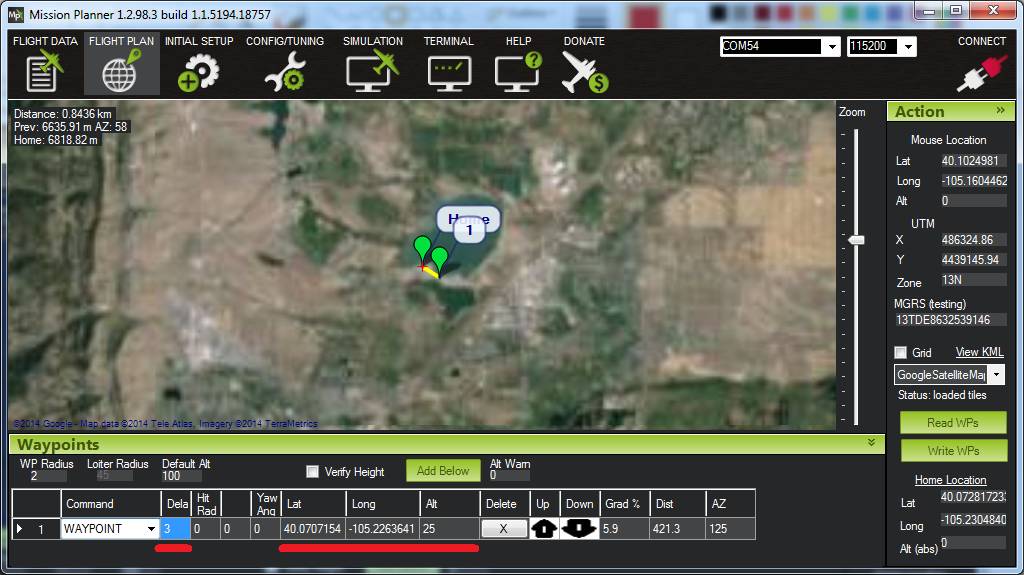 Mission Planner 1.2.98.3 build 1.1.5194.18757
FLIGHT DATA FLIGHT PLAN INITIAL SETUP CONFIG/TUNING SIMULATION TERMINAL HELP DONATE
COM54 115200 CONNECT
Distance: 0.8436 km
Prev: 6635.91 m AZ: 58
Home: 6818.82 m
Home
1
©2014 Google - Map data ©2014 Tele Atlas, Imagery ©2014 TerraMetrics
Zoom
Action »
Mouse Location
Lat 40.1024981
Long -105.1604462
Alt 0
UTM
X 486324.86
Y 4439145.94
Zone 13N
MGRS (testing)
13TDE8632539146
Grid View KML
GoogleSatelliteMap
Status: loaded tiles
Read WPs
Write WPs
Home Location
Lat 40.072817233
Long -105.2304840
Alt (abs) 0
Waypoints
WP Radius Loiter Radius Default Alt Alt Warn
2 45 100 Verify Height Add Below 0
Command Dela Hit Rad Yaw Ang Lat Long Alt Delete Up Down Grad % Dist AZ
1 WAYPOINT 3 0 0 0 40.0707154 -105.2263641 25 X 5.9 421.3 125